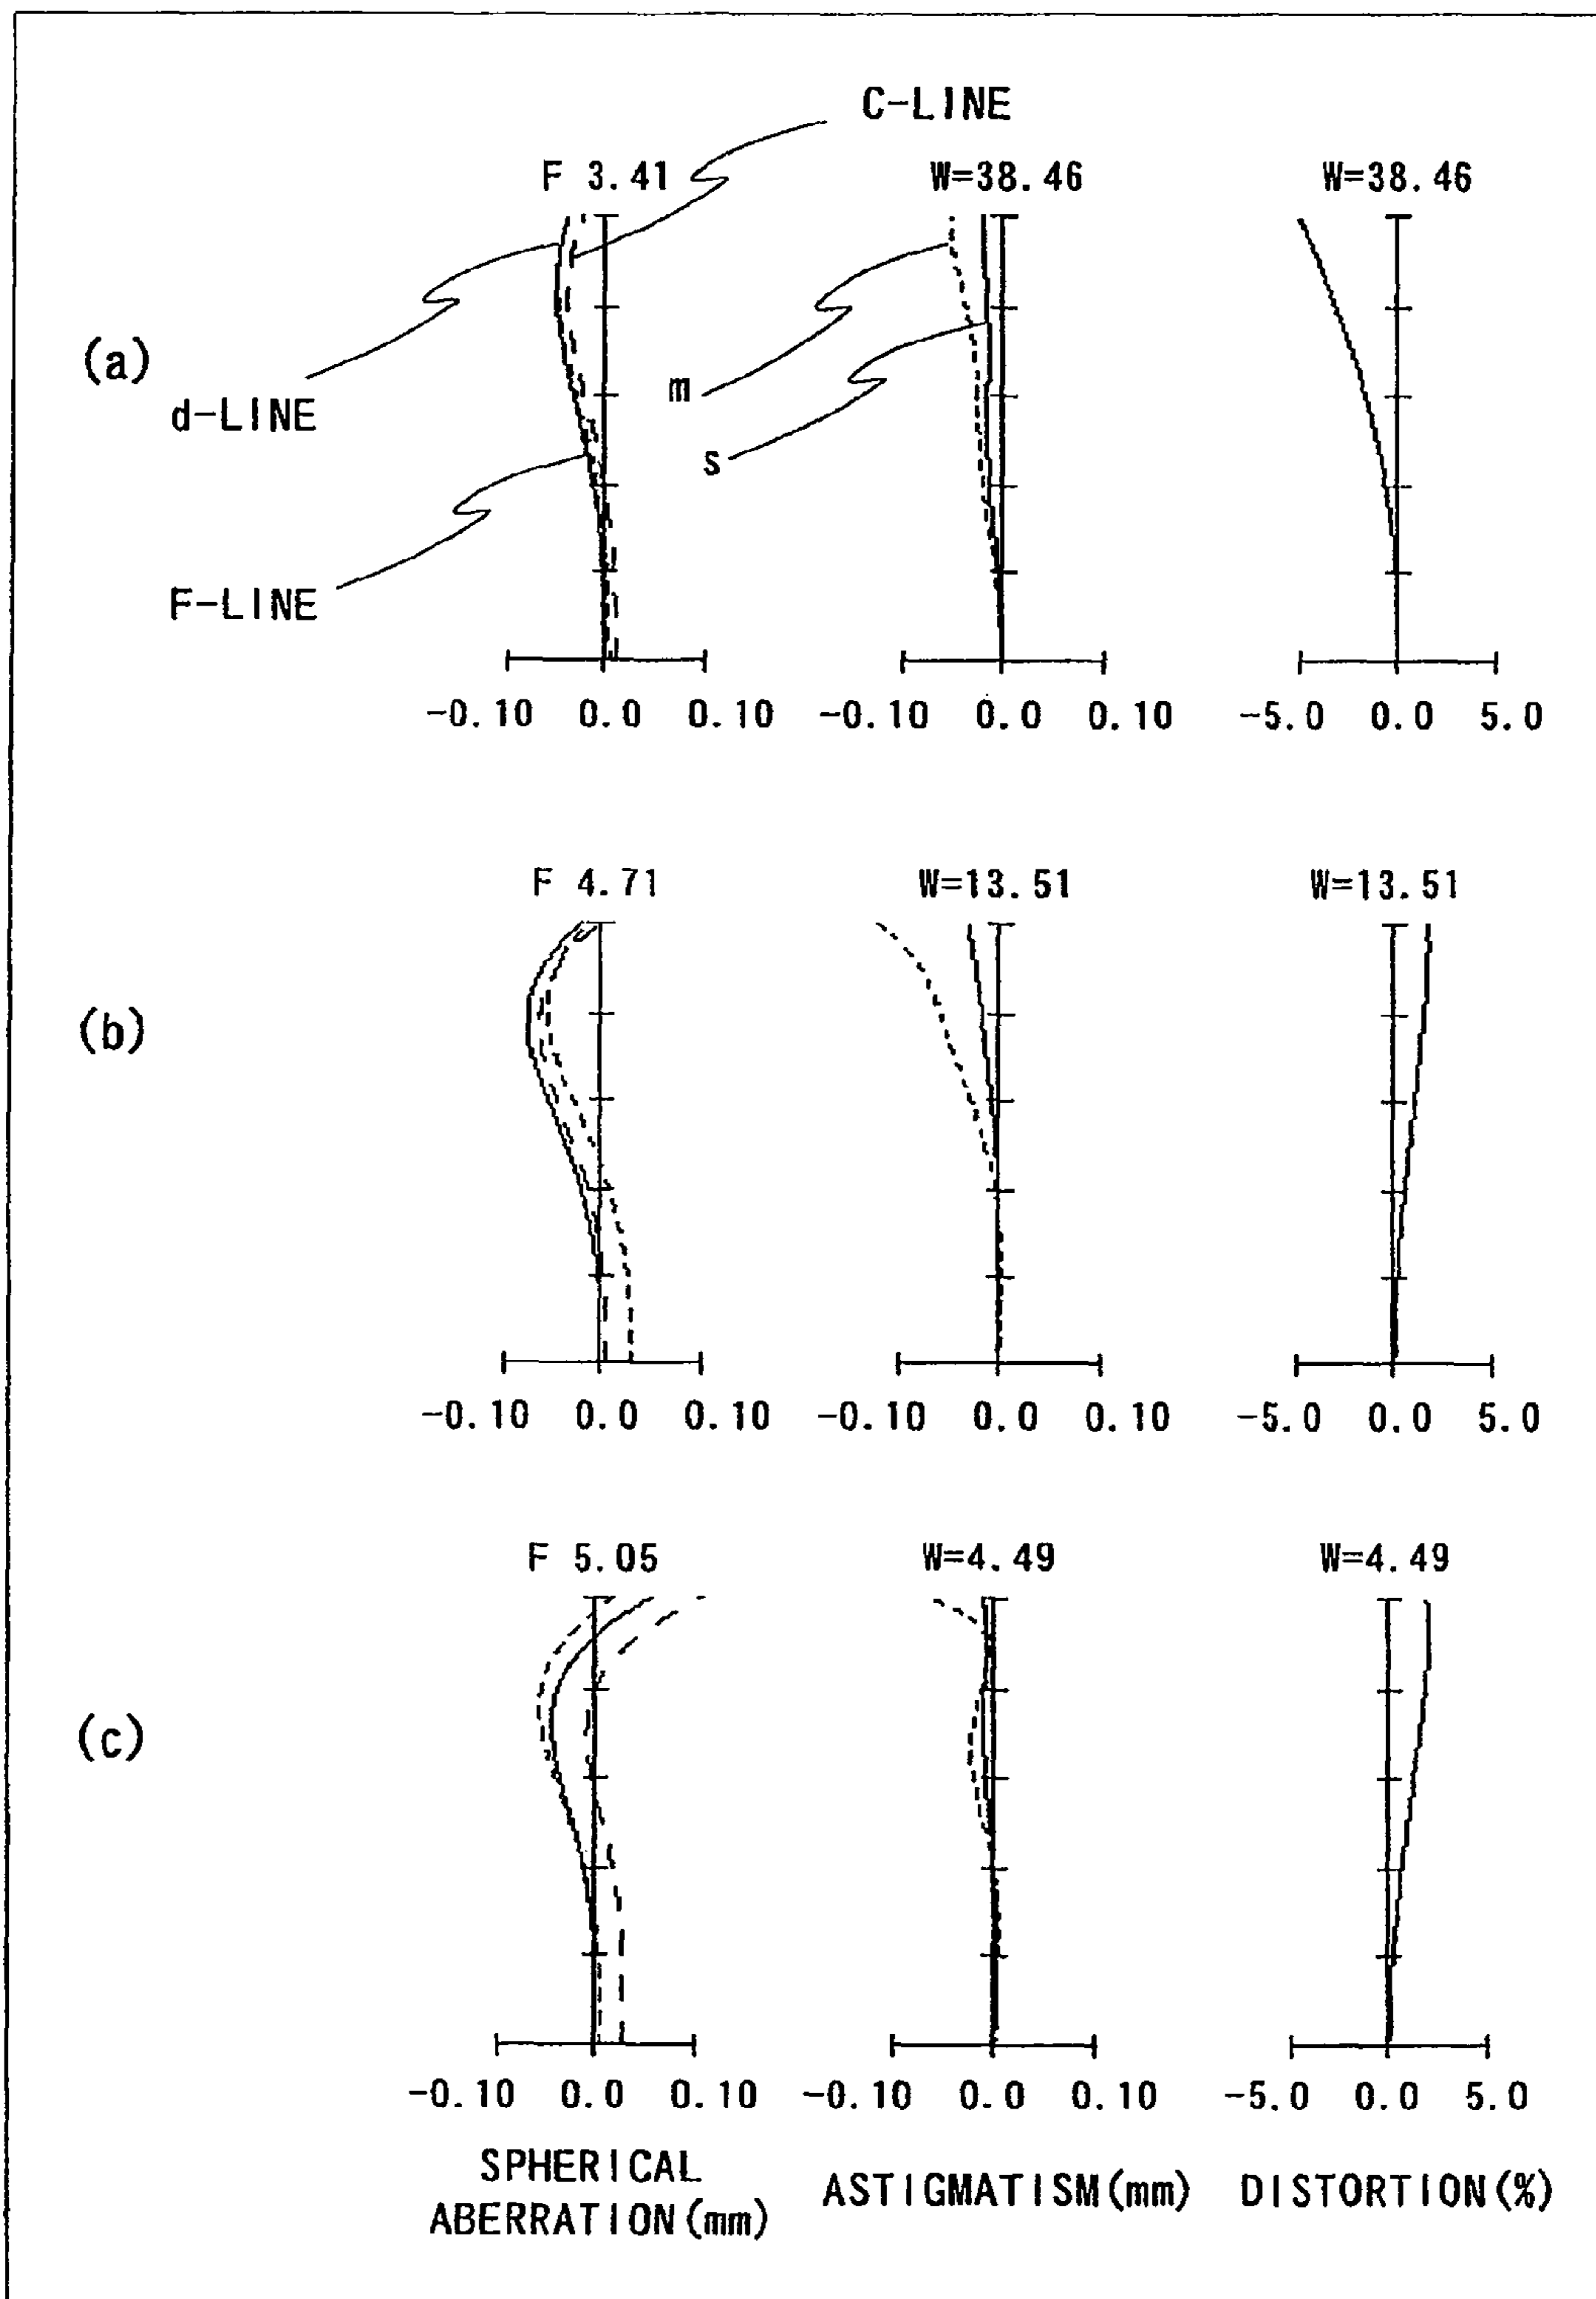 C-LINE
F 3.41 W=38.46 W=38.46
(a)
d-LINE
m
s
F-LINE
-0.10 0.0 0.10 -0.10 0.0 0.10 -5.0 0.0 5.0
F 4.71 W=13.51 W=13.51
(b)
-0.10 0.0 0.10 -0.10 0.0 0.10 -5.0 0.0 5.0
F 5.05 W=4.49 W=4.49
(c)
-0.10 0.0 0.10 -0.10 0.0 0.10 -5.0 0.0 5.0
SPHERICAL
ABERRATION(mm) ASTIGMATISM(mm) DISTORTION(%)